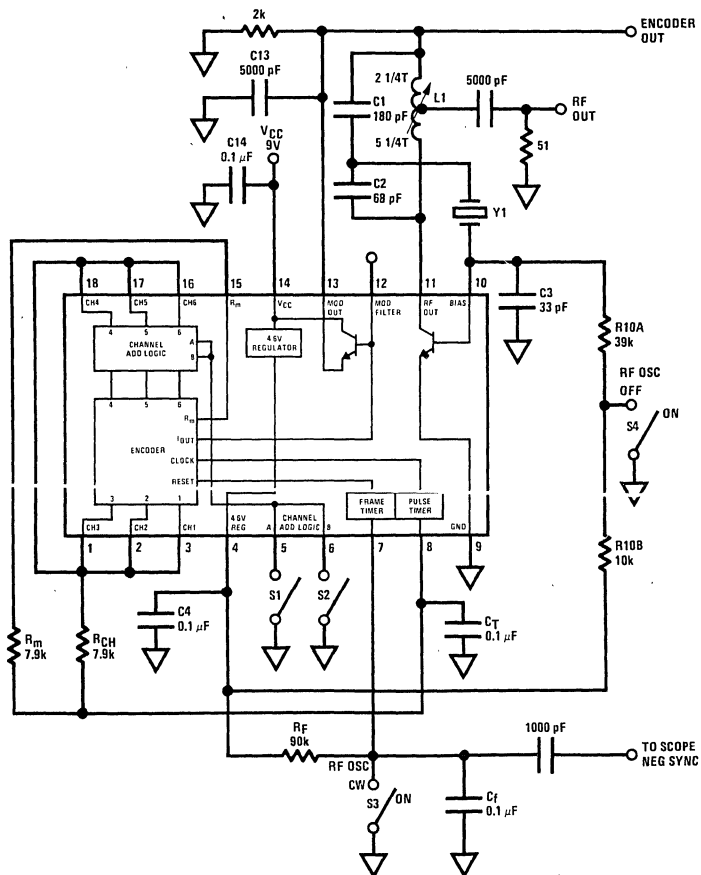 2k
ENCODER
OUT
C13
5000 pF
2 1/4T
L1
5 1/4T
C1
180 pF
5000 pF
RF
OUT
51
VCC
9V
C14
0.1 µF
C2
68 pF
Y1
18 17 16 15 14 13 12 11 10
CH4 CH5 CH6 Rm VCC MOD OUT MOD FILTER RF OUT BIAS
C3
33 pF
R10A
39k
4 5 6 A B
CHANNEL
ADD LOGIC
4 6V
REGULATOR
RF OSC
OFF
ON
S4
4 5 6
Rm
IOUT
ENCODER
CLOCK
RESET
3 2 1
FRAME
TIMER
PULSE
TIMER
CH3 CH2 CH1 4 6V REG A CHANNEL ADD LOGIC B GND
1 2 3 4 5 6 7 8 9
R10B
10k
S1
S2
C4
0.1 µF
CT
0.1 µF
Rm
7.9k
RCH
7.9k
RF
90k
1000 pF
TO SCOPE
NEG SYNC
RF OSC
CW
ON
S3
Cf
0.1 µF